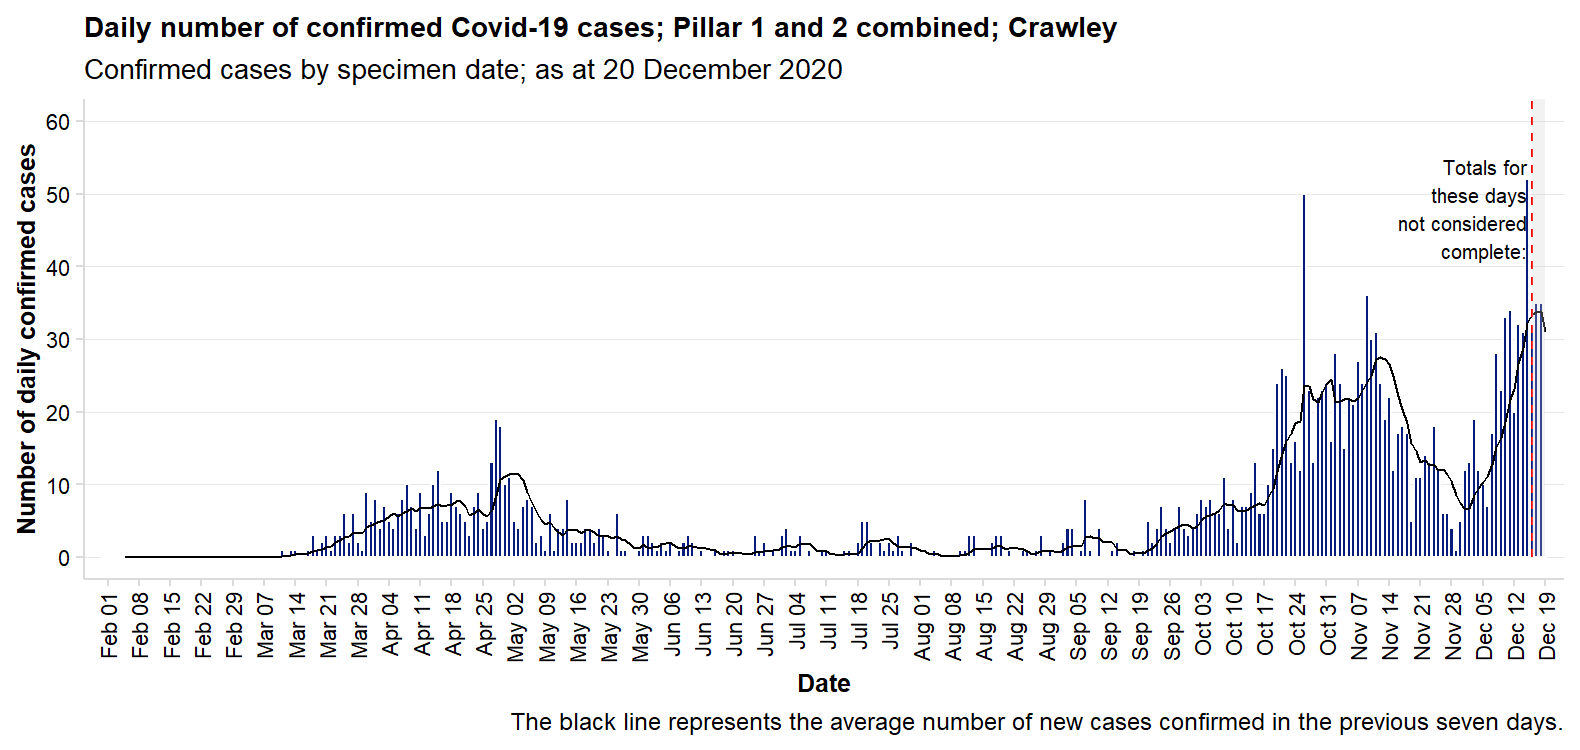 Daily number of confirmed Covid-19 cases; Pillar 1 and 2 combined; Crawley
Confirmed cases by specimen date; as at 20 December 2020
Number of daily confirmed cases
60
50
40
30
20
10
0
Totals for
these days
not considered
complete:
Feb 01
Feb 08
Feb 15
Feb 22
Feb 29
Mar 07
Mar 14
Mar 21
Mar 28
Apr 04
Apr 11
Apr 18
Apr 25
May 02
May 09
May 16
May 23
May 30
Jun 06
Jun 13
Jun 20
Jun 27
Jul 04
Jul 11
Jul 18
Jul 25
Aug 01
Aug 08
Aug 15
Aug 22
Aug 29
Sep 05
Sep 12
Sep 19
Sep 26
Oct 03
Oct 10
Oct 17
Oct 24
Oct 31
Nov 07
Nov 14
Nov 21
Nov 28
Dec 05
Dec 12
Dec 19
Date
The black line represents the average number of new cases confirmed in the previous seven days.